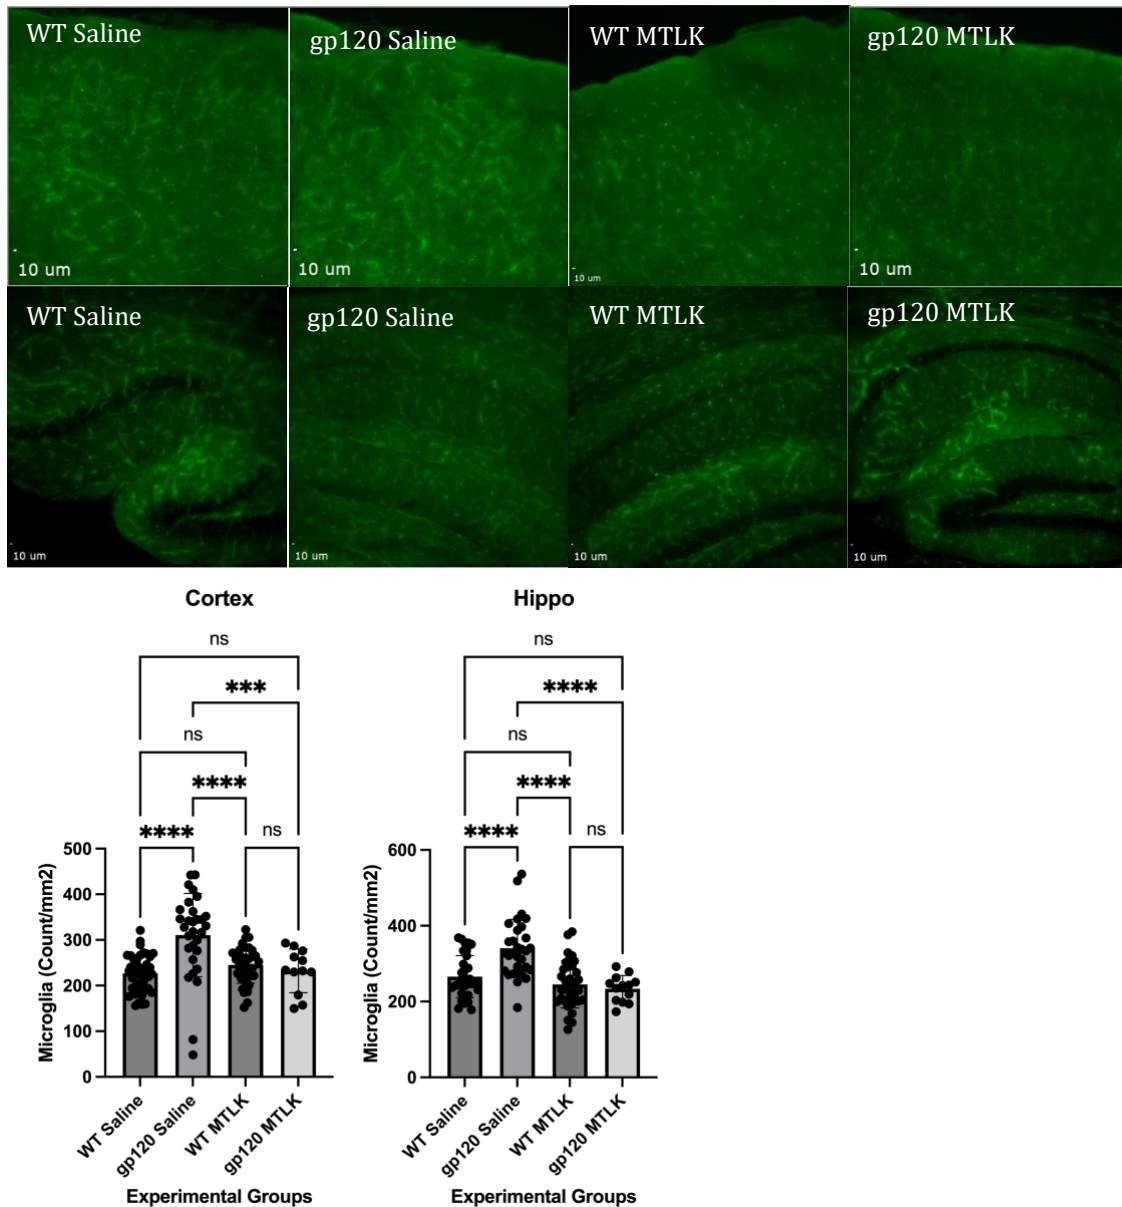 WT Saline
gp120 Saline
WT MTLK
gp120 MTLK
10 um
10 um
10 um
10 um
WT Saline
gp120 Saline
WT MTLK
gp120 MTLK
10 um
10 um
10 um
10 um
Cortex
ns
***
ns
****
****
ns
Microglia (Count/mm2)
500
400
300
200
100
0
WT Saline
gp120 Saline
WT MTLK
gp120 MTLK
Experimental Groups
Hippo
ns
****
ns
****
****
ns
Microglia (Count/mm2)
600
400
200
0
WT Saline
gp120 Saline
WT MTLK
gp120 MTLK
Experimental Groups